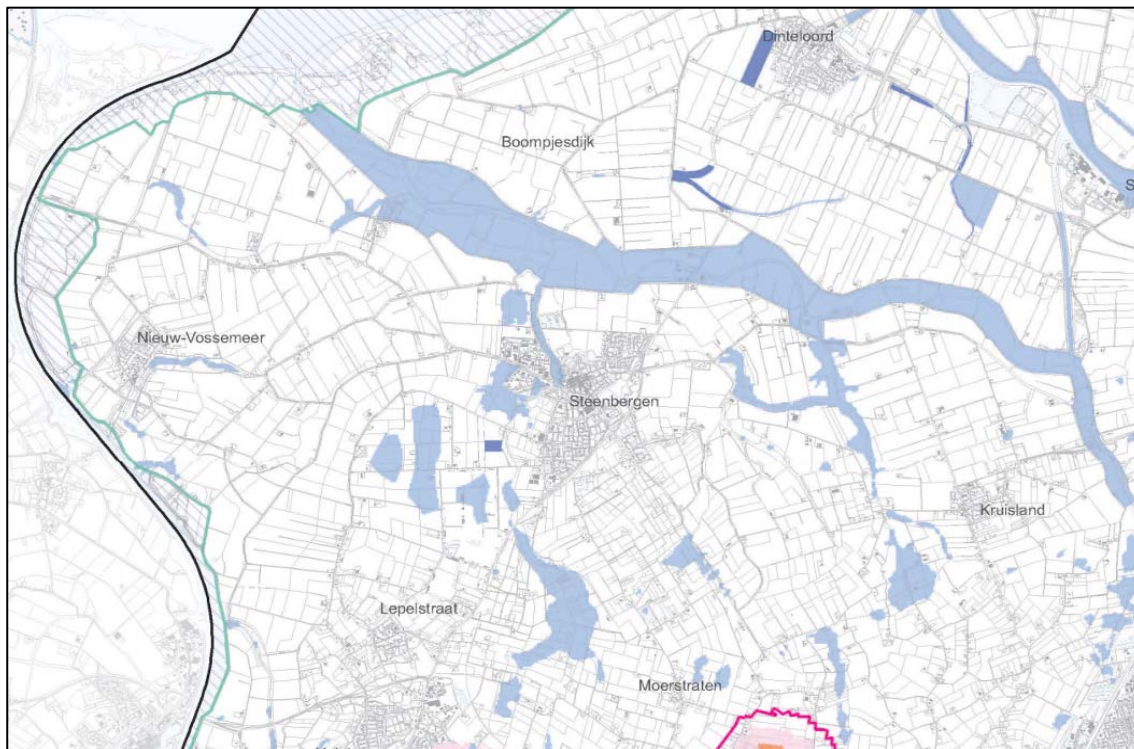 Dinteloord
Boompjesdijk
S
Nieuw-Vossemeer
Steenbergen
Kruisland
Lepelstraat
Moerstraten